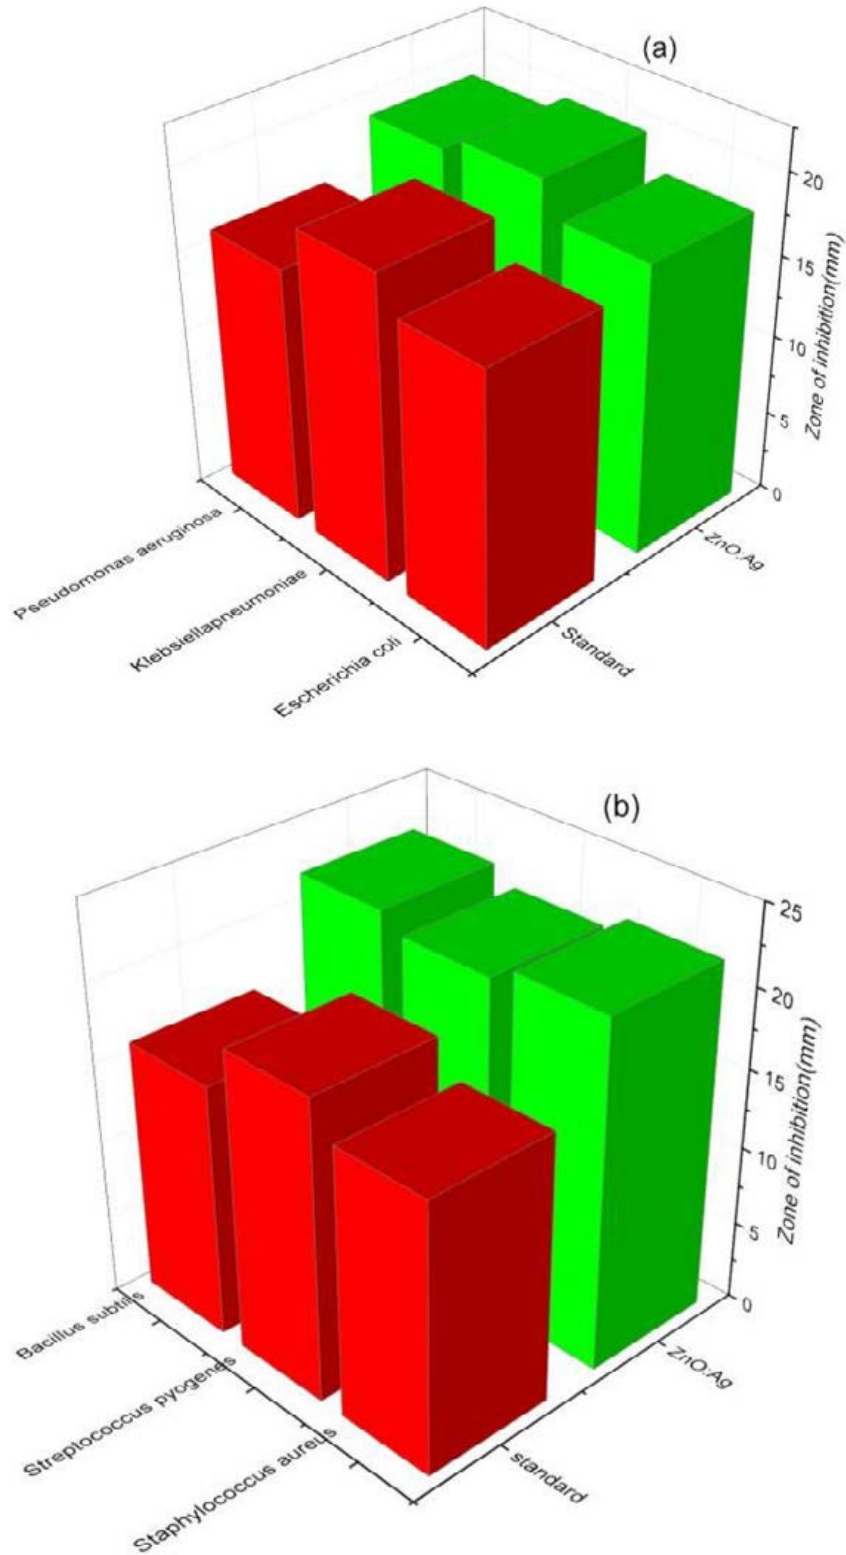 (a)
20
15
10
5
0
Zone of inhibition(mm)
Pseudomonas aeruginosa
Klebsiellapneumoniae
Escherichia coli
ZnO:Ag
Standard
(b)
25
20
15
10
5
0
Zone of inhibition(mm)
Bacillus subtilis
Streptococcus pyogenes
Staphylococcus aureus
ZnO:Ag
standard